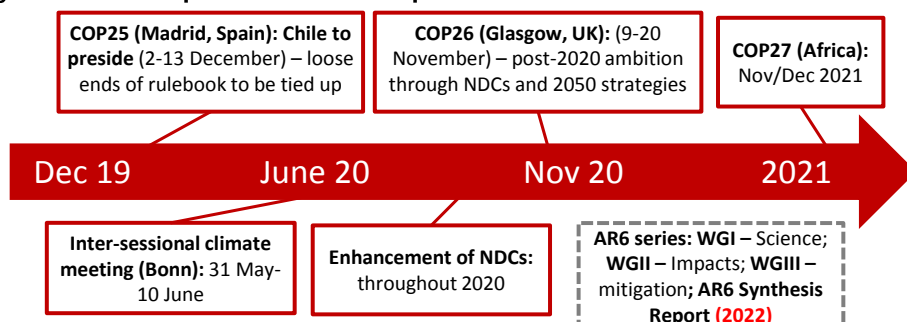 COP25 (Madrid, Spain): Chile to
preside (2-13 December) – loose
ends of rulebook to be tied up
COP26 (Glasgow, UK): (9-20
November) – post-2020 ambition
through NDCs and 2050 strategies
COP27 (Africa):
Nov/Dec 2021
Dec 19
June 20
Nov 20
2021
Inter-sessional climate
meeting (Bonn): 31 May-
10 June
Enhancement of NDCs:
throughout 2020
AR6 series: WGI – Science;
WGII – Impacts; WGIII –
mitigation; AR6 Synthesis
Report (2022)